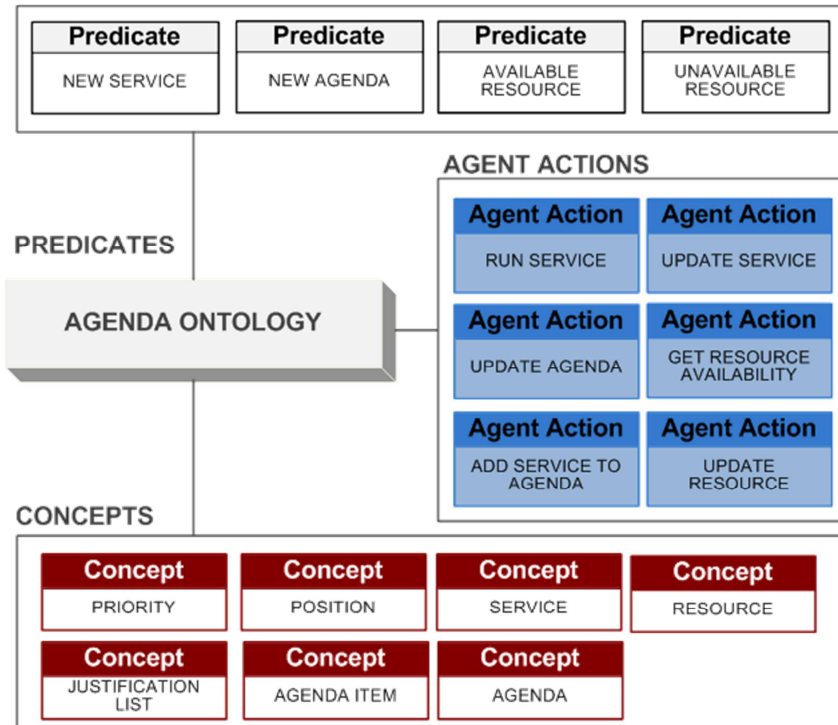 Predicate
NEW SERVICE
Predicate
NEW AGENDA
Predicate
AVAILABLE
RESOURCE
Predicate
UNAVAILABLE
RESOURCE
PREDICATES
AGENDA ONTOLOGY
AGENT ACTIONS
Agent Action
RUN SERVICE
Agent Action
UPDATE SERVICE
Agent Action
UPDATE AGENDA
Agent Action
GET RESOURCE
AVAILABILITY
Agent Action
ADD SERVICE TO
AGENDA
Agent Action
UPDATE
RESOURCE
CONCEPTS
Concept
PRIORITY
Concept
POSITION
Concept
SERVICE
Concept
RESOURCE
Concept
JUSTIFICATION
LIST
Concept
AGENDA ITEM
Concept
AGENDA